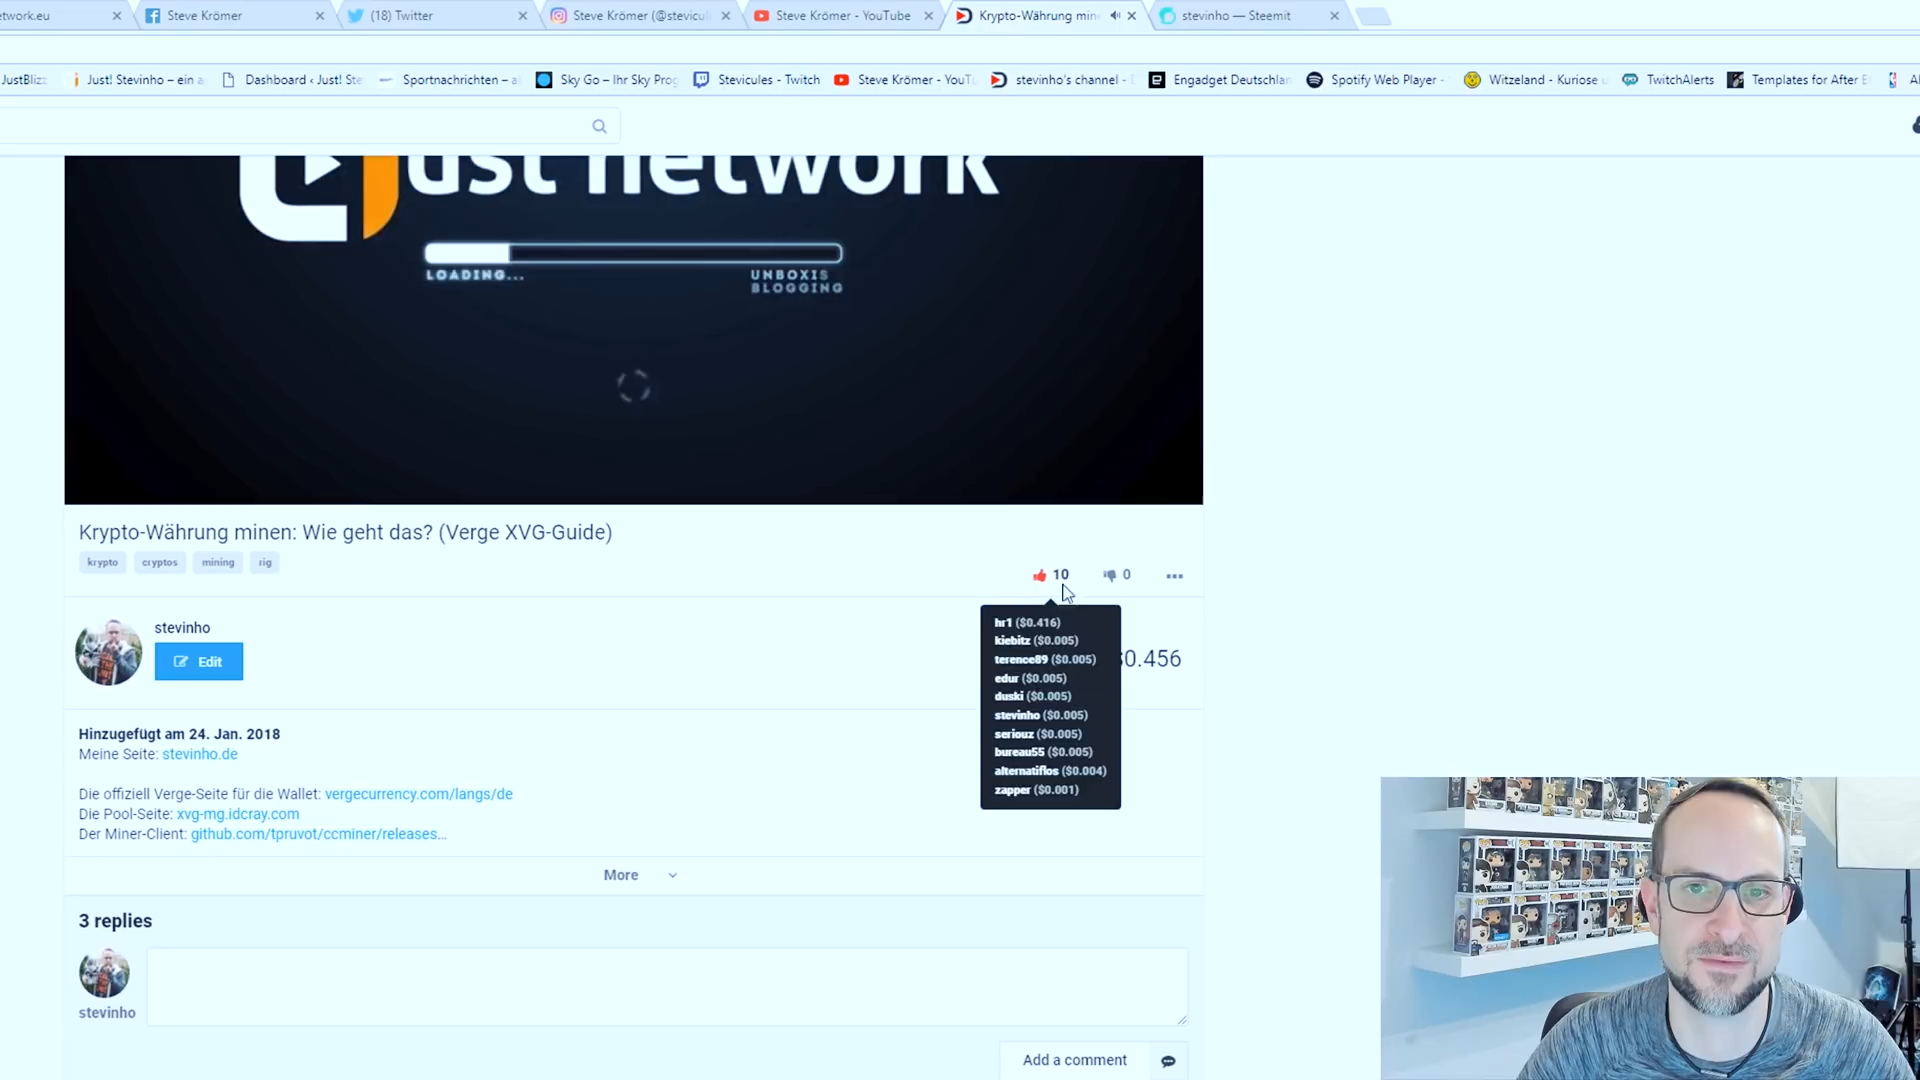 etwork.eu
Steve Krömer
(18) Twitter
Steve Krömer (@stevicul
Steve Krömer - YouTube
Krypto-Währung min
stevinho — Steemit
JustBliz
Just! Stevinho – ein a
Dashboard ‹ Just! Ste
Sportnachrichten – a
Sky Go – Ihr Sky Prog
Stevicules - Twitch
Steve Krömer - YouTu
stevinho's channel -
Engadget Deutschlan
Spotify Web Player -
Witzeland - Kuriose u
TwitchAlerts
Templates for After E
ust network
LOADING...
UNBOXIS
BLOGGING
Krypto-Währung minen: Wie geht das? (Verge XVG-Guide)
krypto cryptos mining rig
10 0
stevinho
Edit
$0.456
hr1 ($0.416)
kiebitz ($0.005)
terence89 ($0.005)
edur ($0.005)
duski ($0.005)
stevinho ($0.005)
seriouz ($0.005)
bureau55 ($0.005)
alternatiflos ($0.004)
zapper ($0.001)
Hinzugefügt am 24. Jan. 2018
Meine Seite: stevinho.de
Die offiziell Verge-Seite für die Wallet: vergecurrency.com/langs/de
Die Pool-Seite: xvg-mg.idcray.com
Der Miner-Client: github.com/tpruvot/ccminer/releases...
More
3 replies
stevinho
Add a comment